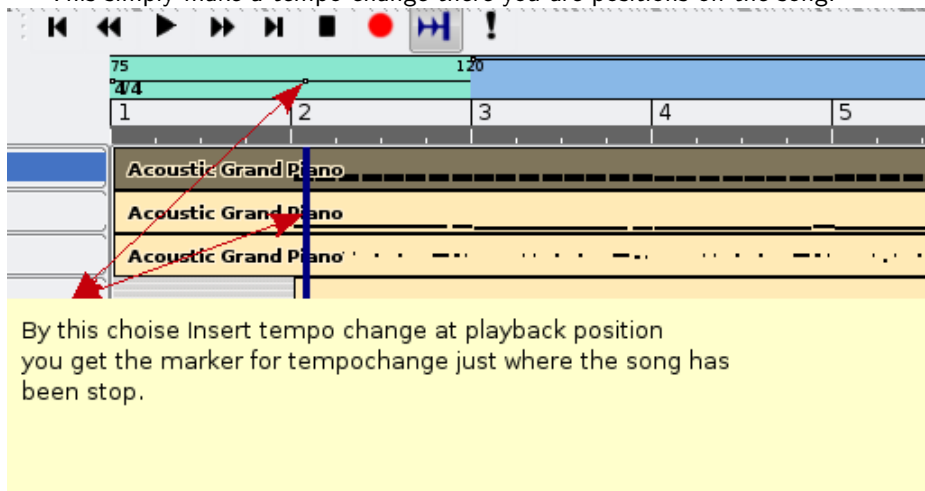 This simply make a tempo change there you are positions on the song.
75 120
4/4
1 2 3 4 5
Acoustic Grand Piano
Acoustic Grand Piano
Acoustic Grand Piano
By this choise Insert tempo change at playback position
you get the marker for tempochange just where the song has
been stop.